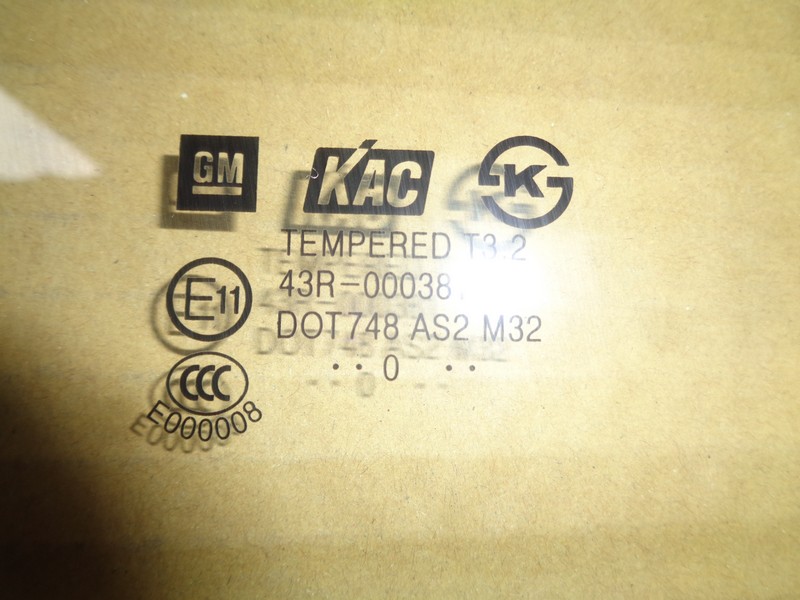 GM
KAC
K
TEMPERED T3.2
43R-00038
DOT748 AS2 M32
E11
·· 0 ··
CCC
E000008